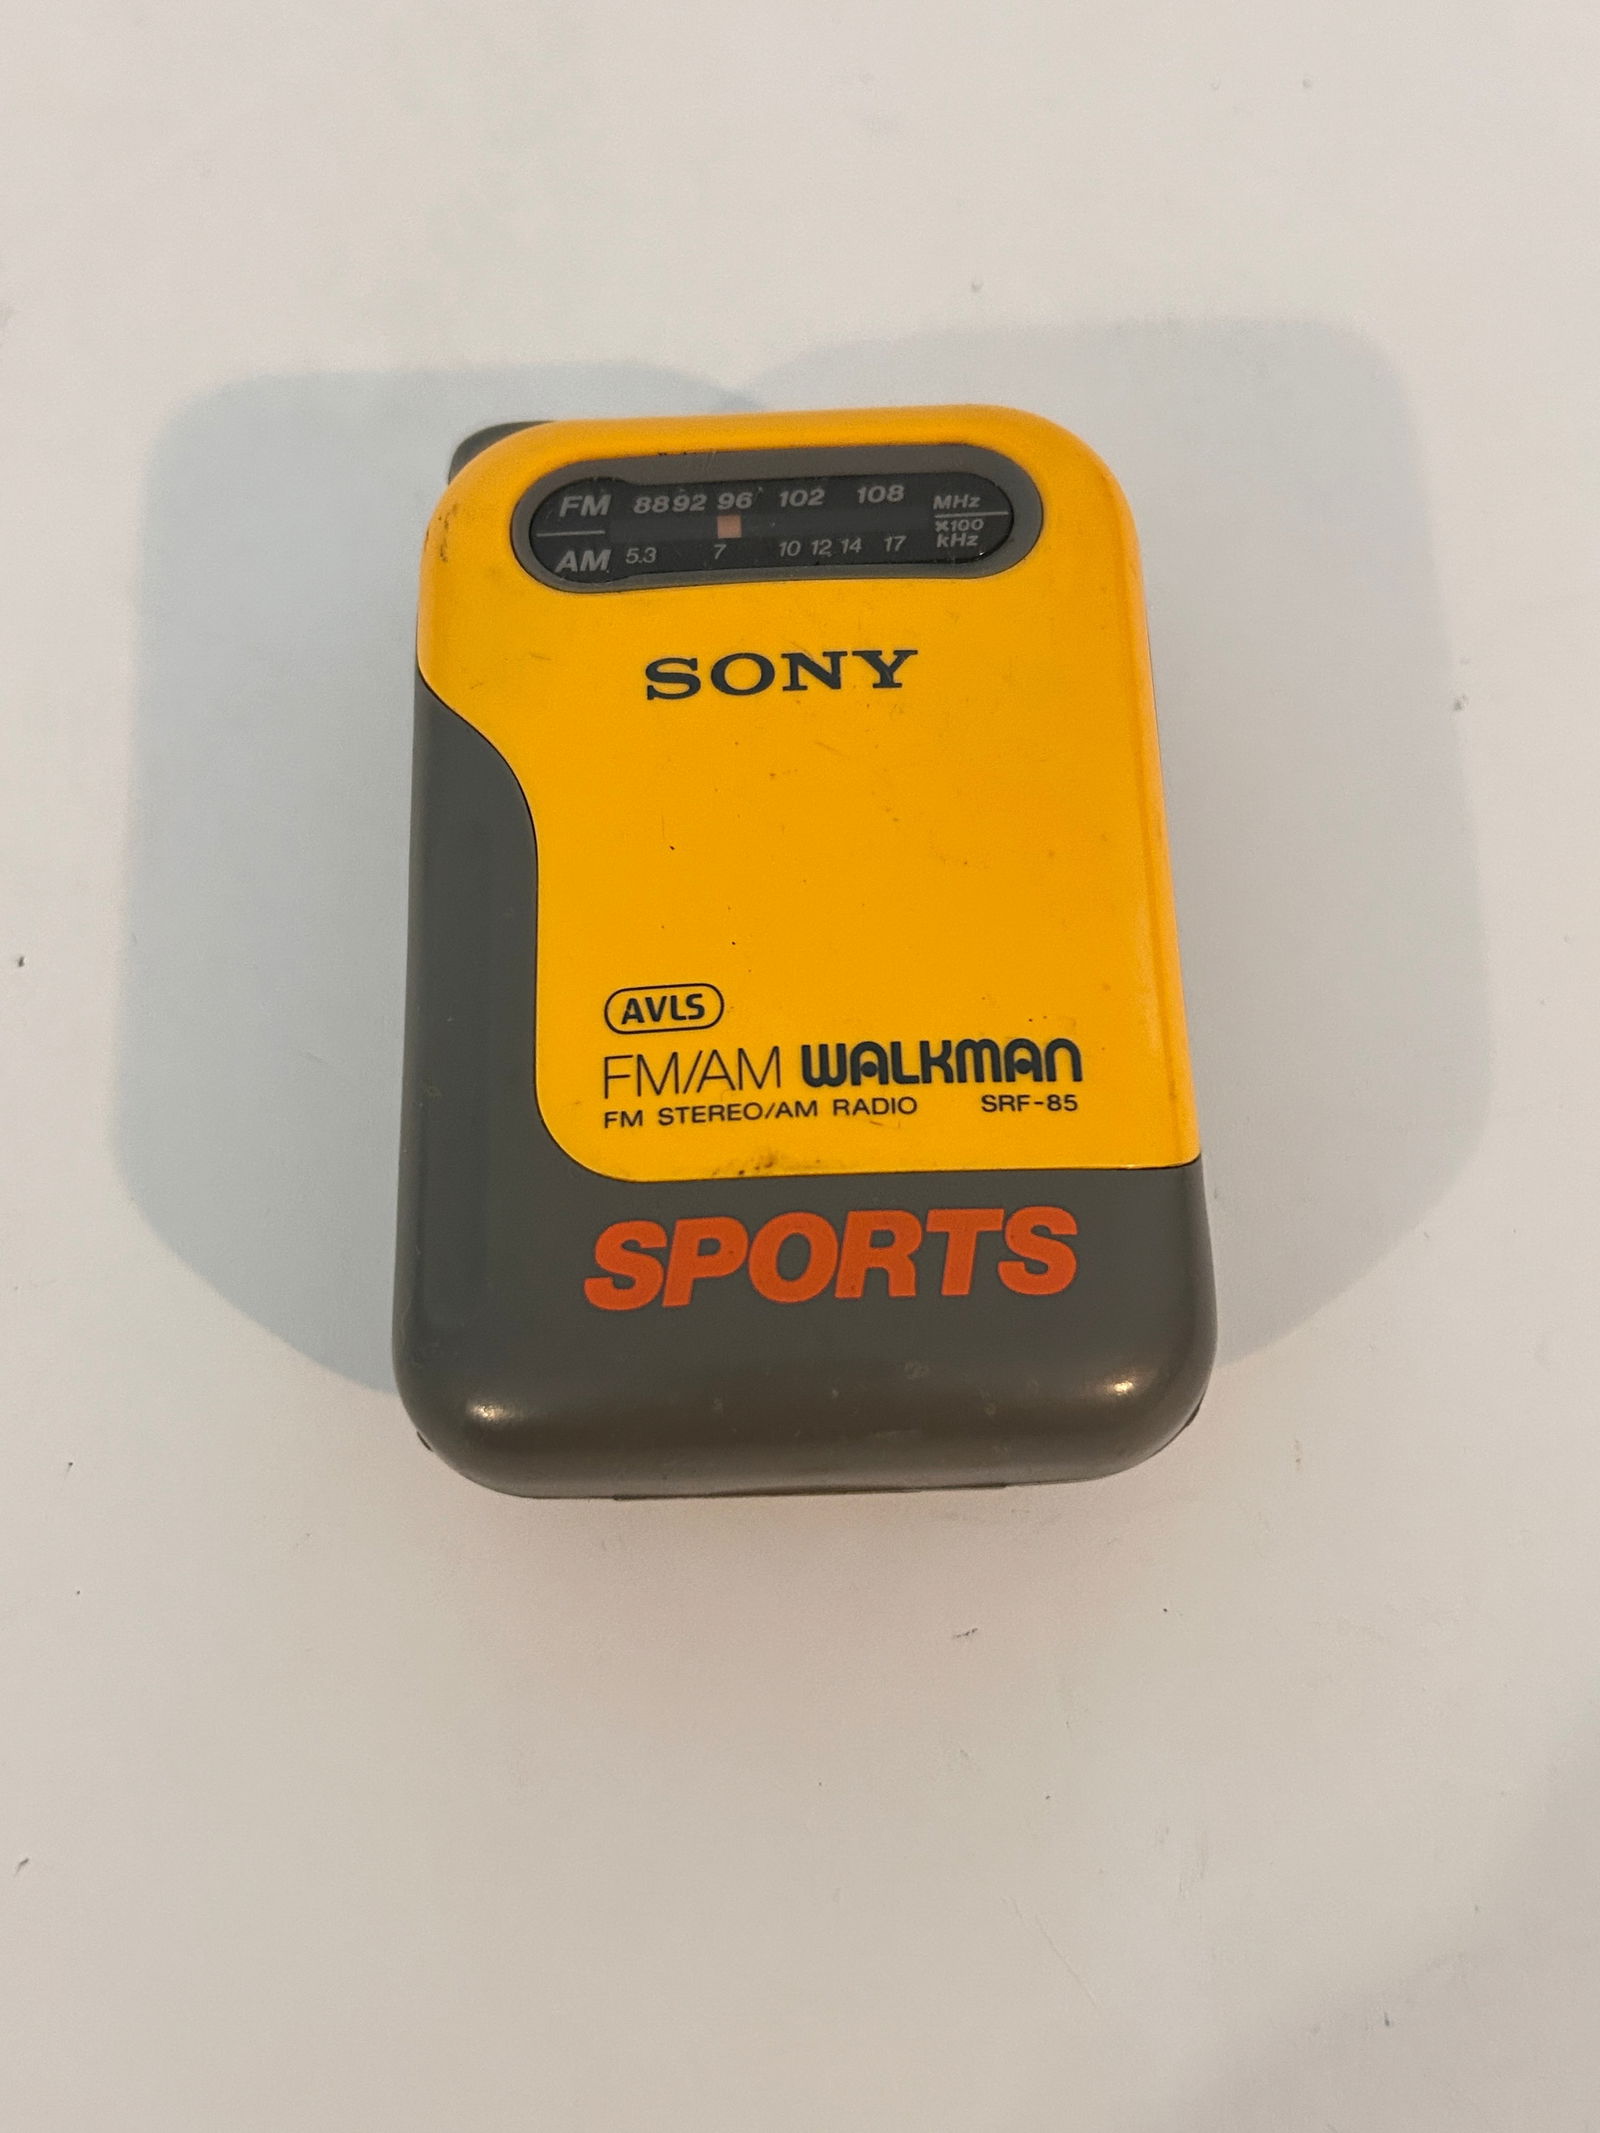 FM 88 92 96 102 108 MHz
×100
AM 5.3 7 10 12 14 17 kHz
SONY
AVLS
FM/AM WALKMAN
FM STEREO/AM RADIO SRF-85
SPORTS